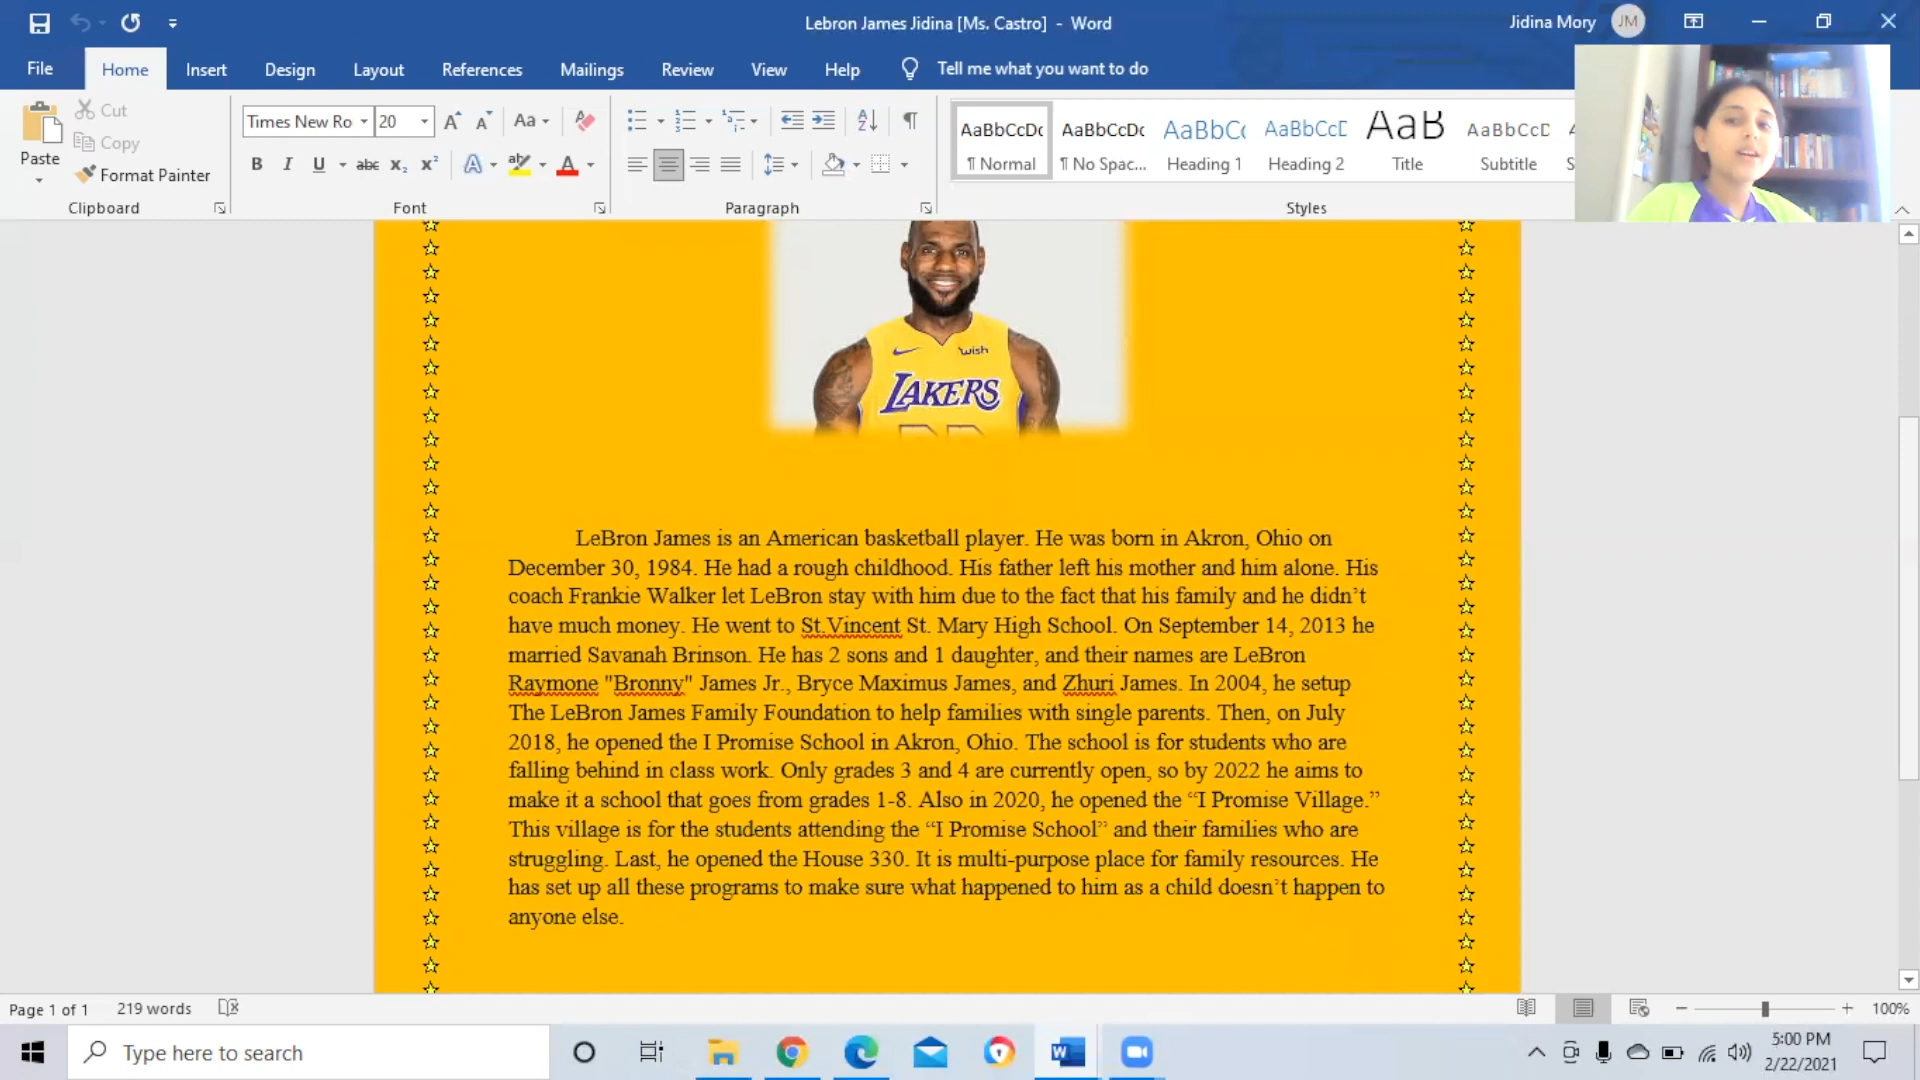 Lebron James Jidina [Ms. Castro] - Word
Jidina Mory
JM
File
Home
Insert
Design
Layout
References
Mailings
Review
View
Help
Tell me what you want to do
Paste
Cut
Copy
Format Painter
Clipboard
Times New Ro
20
Aa
B I U abc x₂ x²
A
A
Font
Paragraph
AaBbCcDc
¶ Normal
AaBbCcDc
¶ No Spac...
AaBbC
Heading 1
AaBbCcE
Heading 2
AaB
Title
AaBbCcD
Subtitle
Styles
wish
LAKERS
LeBron James is an American basketball player. He was born in Akron, Ohio on
December 30, 1984. He had a rough childhood. His father left his mother and him alone. His
coach Frankie Walker let LeBron stay with him due to the fact that his family and he didn’t
have much money. He went to St.Vincent St. Mary High School. On September 14, 2013 he
married Savanah Brinson. He has 2 sons and 1 daughter, and their names are LeBron
Raymone "Bronny" James Jr., Bryce Maximus James, and Zhuri James. In 2004, he setup
The LeBron James Family Foundation to help families with single parents. Then, on July
2018, he opened the I Promise School in Akron, Ohio. The school is for students who are
falling behind in class work. Only grades 3 and 4 are currently open, so by 2022 he aims to
make it a school that goes from grades 1-8. Also in 2020, he opened the “I Promise Village.”
This village is for the students attending the “I Promise School” and their families who are
struggling. Last, he opened the House 330. It is multi-purpose place for family resources. He
has set up all these programs to make sure what happened to him as a child doesn’t happen to
anyone else.
Page 1 of 1
219 words
100%
Type here to search
5:00 PM
2/22/2021